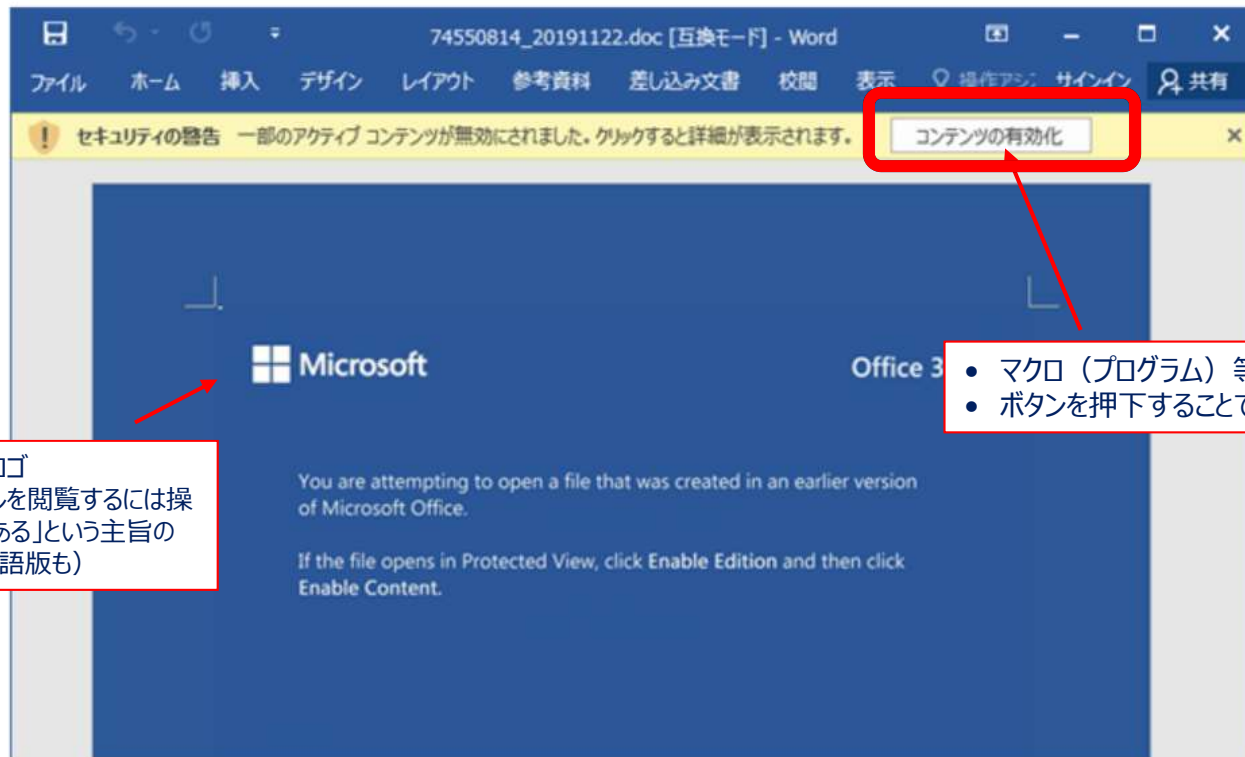 74550814_20191122.doc [互換モード] - Word
ファイル ホーム 挿入 デザイン レイアウト 参考資料 差し込み文書 校閲 表示 操作アシ サインイン 共有
セキュリティの警告 一部のアクティブ コンテンツが無効にされました。クリックすると詳細が表示されます。 コンテンツの有効化
Microsoft
Office 3
• マクロ（プログラム）等
• ボタンを押下することで
ロゴ
ルを閲覧するには操
ある」という主旨の
語版も）
You are attempting to open a file that was created in an earlier version
of Microsoft Office.
If the file opens in Protected View, click Enable Edition and then click
Enable Content.